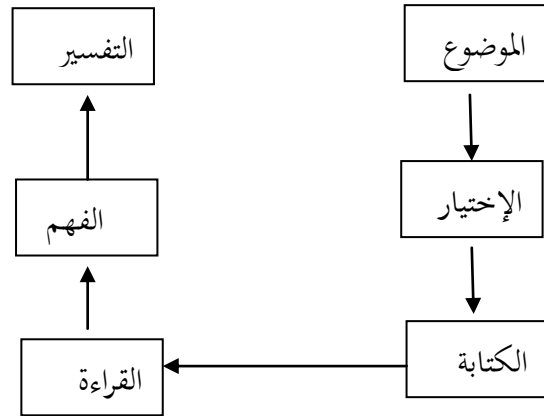 الموضوع
التفسير
الإختيار
الفهم
الكتابة
القراءة